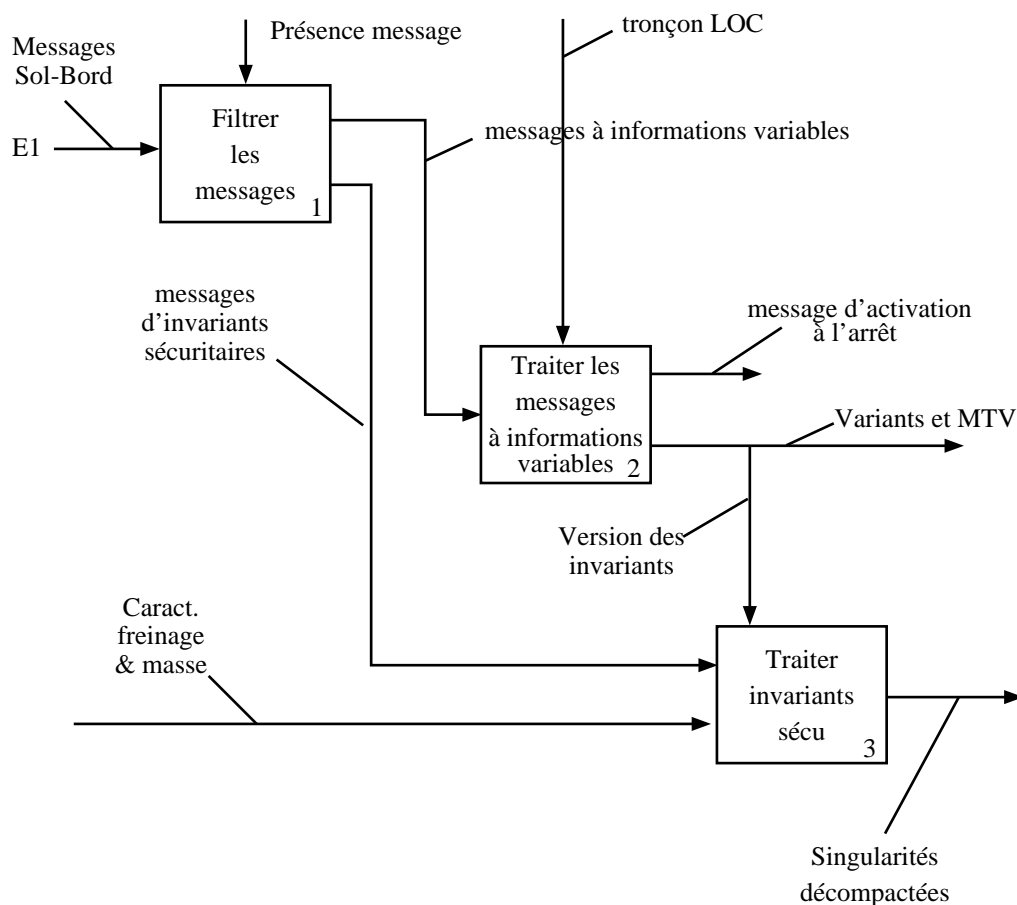 Présence message
tronçon LOC
Messages
Sol-Bord
E1
Filtrer
les
messages
1
messages à informations variables
messages
d’invariants
sécuritaires
message d’activation
à l’arrêt
Traiter les
messages
à informations
variables
2
Variants et MTV
Version des
invariants
Caract.
freinage
& masse
Traiter
invariants
sécu
3
Singularités
décompactées